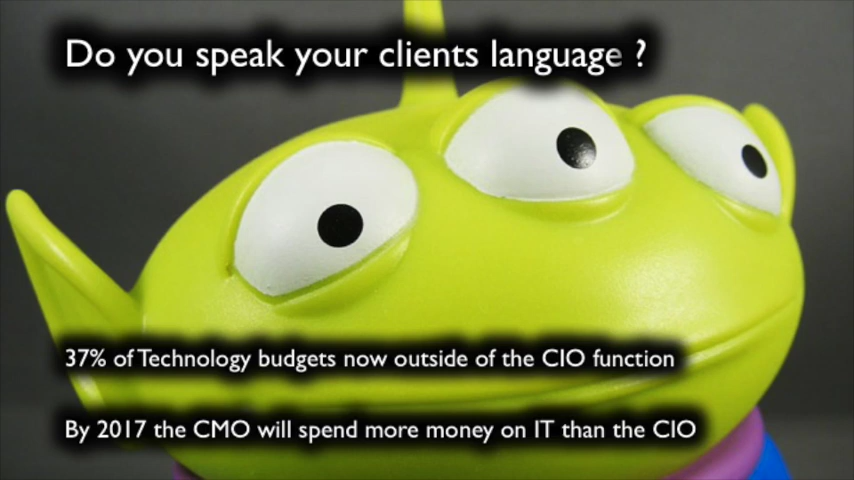 Do you speak your clients language ?
37% of Technology budgets now outside of the CIO function
By 2017 the CMO will spend more money on IT than the CIO